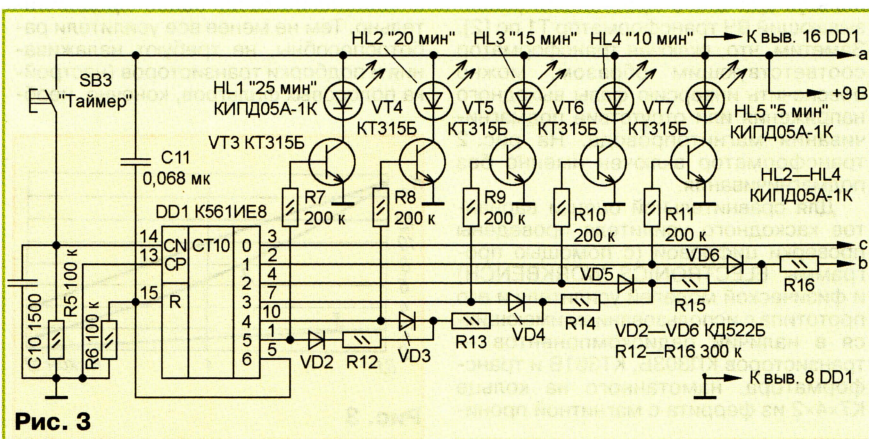 HL2 "20 мин" HL3 "15 мин" HL4 "10 мин"
К выв. 16 DD1
a
SB3
"Таймер"
HL1 "25 мин"
КИПД05А-1К
VT3 КТ315Б
VT4
КТ315Б
VT5
КТ315Б
VT6
КТ315Б
VT7
КТ315Б
+9 В
HL5 "5 мин"
КИПД05А-1К
HL2—HL4
КИПД05А-1К
C11
0,068 мк
R7
200 к
R8
200 к
R9
200 к
R10
200 к
R11
200 к
DD1 К561ИЕ8
14 CN CT10 0 3
13 CP 1 2
2 4
15 R 3 7
4 10
5 1
6 5
C10 1500
R5 100 к
R6 100 к
c
b
VD6
VD5
R16
R15
R14
VD4
R13
VD3
R12
VD2
VD2—VD6 КД522Б
R12—R16 300 к
К выв. 8 DD1
Рис. 3